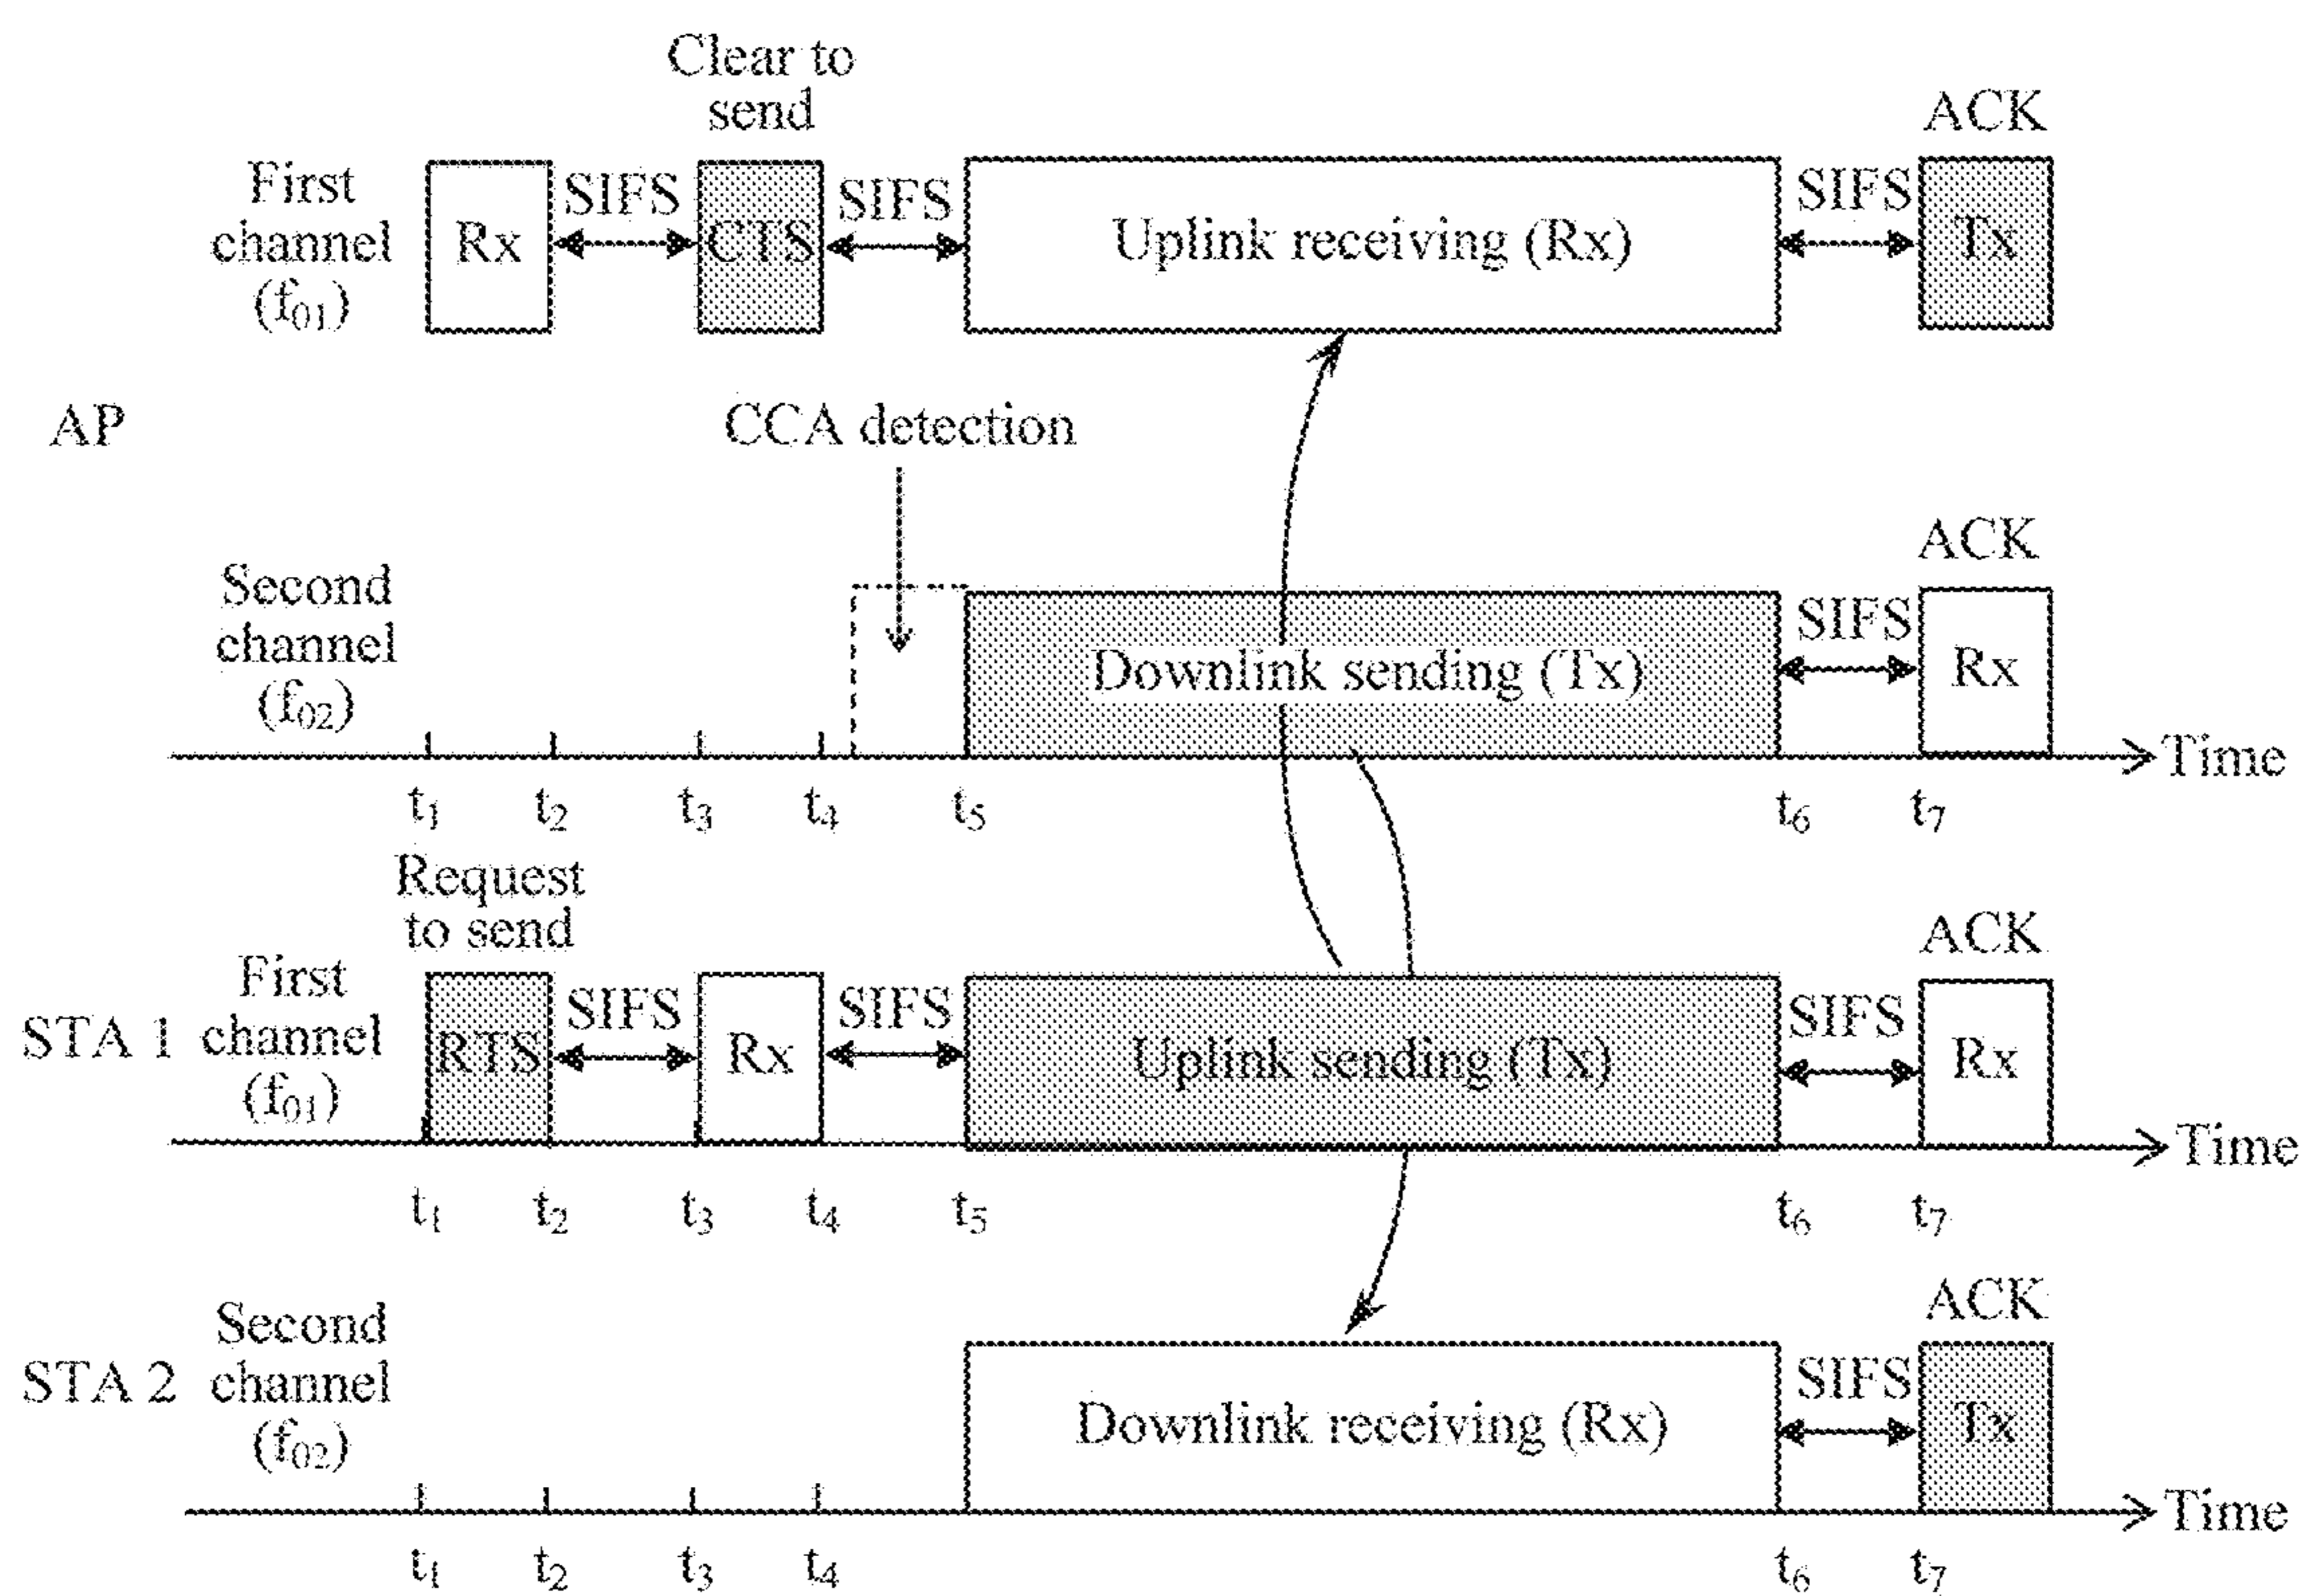 Clear to
send
ACK
First
channel
(f01)
Rx
SIFS
CTS
SIFS
Uplink receiving (Rx)
SIFS
Tx
AP
CCA detection
ACK
Second
channel
(f02)
Downlink sending (Tx)
SIFS
Rx
Time
t1 t2 t3 t4 t5 t6 t7
Request
to send
ACK
STA 1
First
channel
(f01)
RTS
SIFS
Rx
SIFS
Uplink sending (Tx)
SIFS
Rx
Time
t1 t2 t3 t4 t5 t6 t7
ACK
STA 2
Second
channel
(f02)
Downlink receiving (Rx)
SIFS
Tx
Time
t1 t2 t3 t4 t6 t7